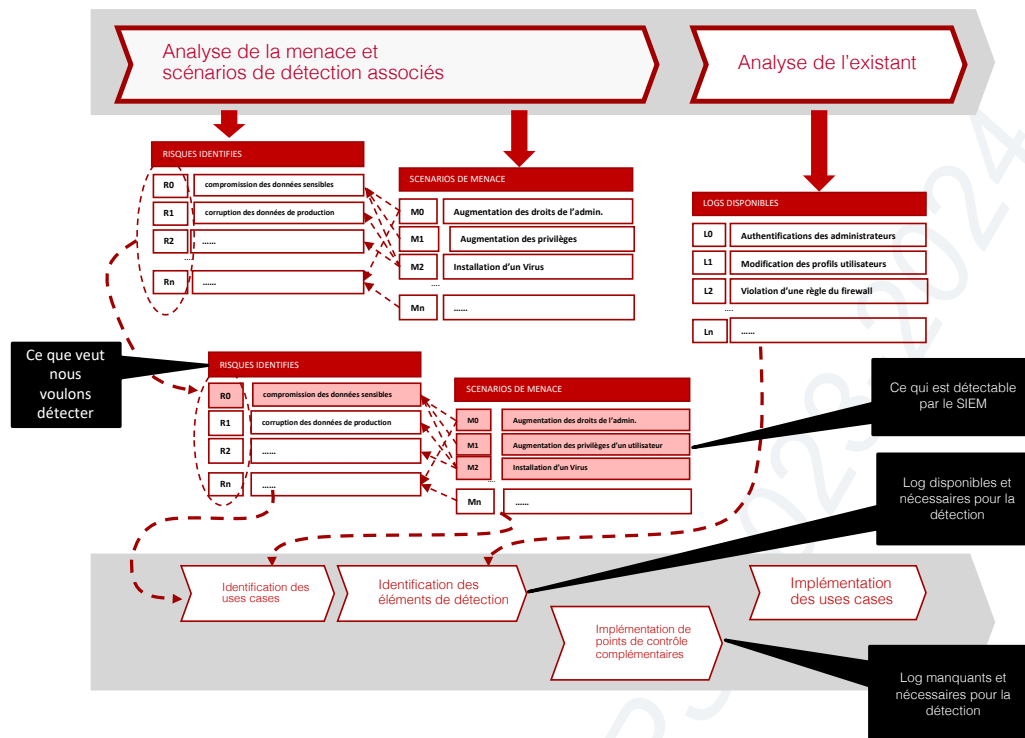 Analyse de la menace et
scénarios de détection associés
Analyse de l'existant
RISQUES IDENTIFIES
R0
compromission des données sensibles
R1
corruption des données de production
R2
......
....
Rn
......
SCENARIOS DE MENACE
M0
Augmentation des droits de l'admin.
M1
Augmentation des privilèges
M2
Installation d'un Virus
....
Mn
......
LOGS DISPONIBLES
L0
Authentifications des administrateurs
L1
Modification des profils utilisateurs
L2
Violation d'une règle du firewall
....
Ln
......
Ce que veut
nous
voulons
détecter
RISQUES IDENTIFIES
R0
compromission des données sensibles
R1
corruption des données de production
R2
......
Rn
......
SCENARIOS DE MENACE
M0
Augmentation des droits de l'admin.
M1
Augmentation des privilèges d'un utilisateur
M2
Installation d'un Virus
....
Mn
......
Ce qui est détectable
par le SIEM
Log disponibles et
nécessaires pour la
détection
Identification des
uses cases
Identification des
éléments de détection
Implémentation de
points de contrôle
complémentaires
Implémentation
des uses cases
Log manquants et
nécessaires pour la
détection
2023-2024